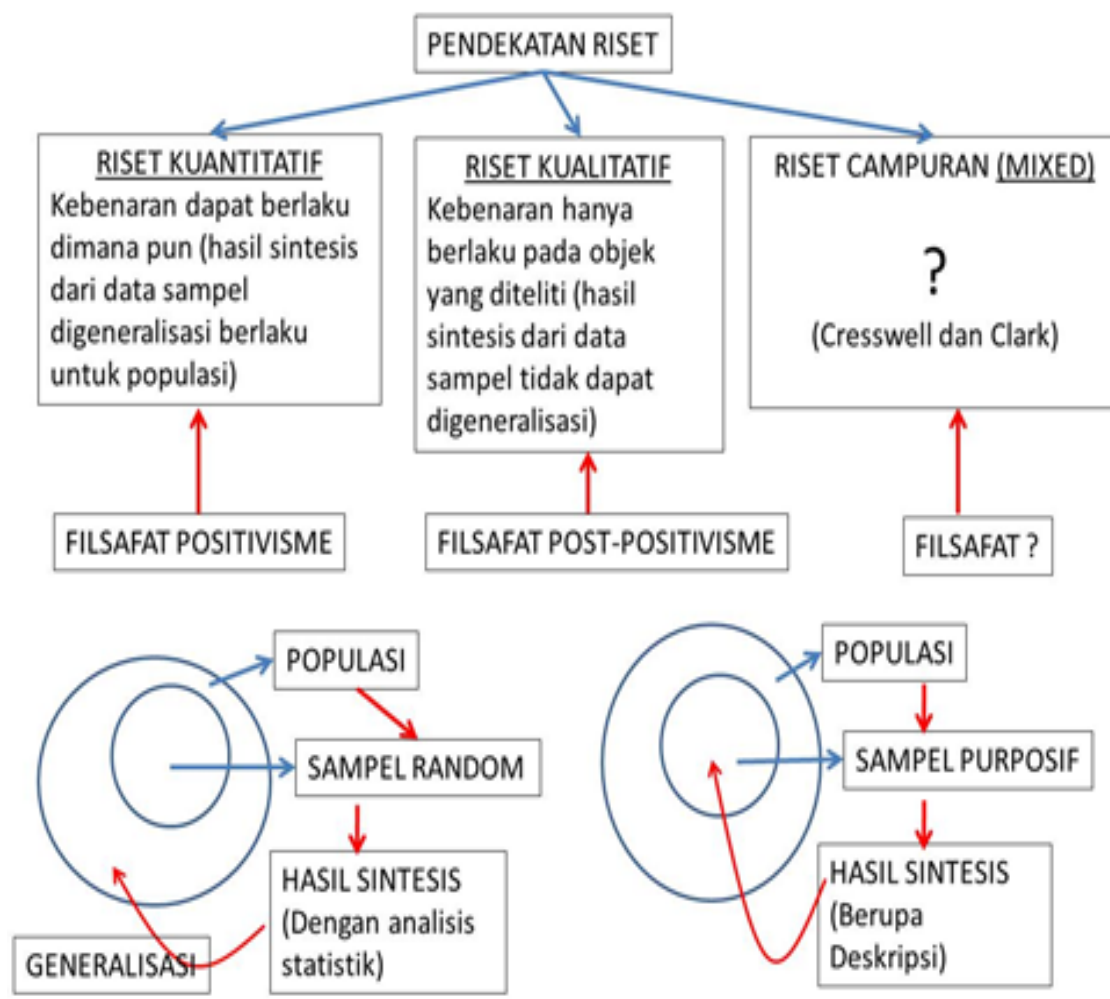 PENDEKATAN RISET
RISET KUANTITATIF
Kebenaran dapat berlaku
dimana pun (hasil sintesis
dari data sampel
digeneralisasi berlaku
untuk populasi)
RISET KUALITATIF
Kebenaran hanya
berlaku pada objek
yang diteliti (hasil
sintesis dari data
sampel tidak dapat
digeneralisasi)
RISET CAMPURAN (MIXED)
?
(Cresswell dan Clark)
FILSAFAT POSITIVISME
FILSAFAT POST-POSITIVISME
FILSAFAT ?
POPULASI
SAMPEL RANDOM
HASIL SINTESIS
(Dengan analisis
statistik)
GENERALISASI
POPULASI
SAMPEL PURPOSIF
HASIL SINTESIS
(Berupa
Deskripsi)